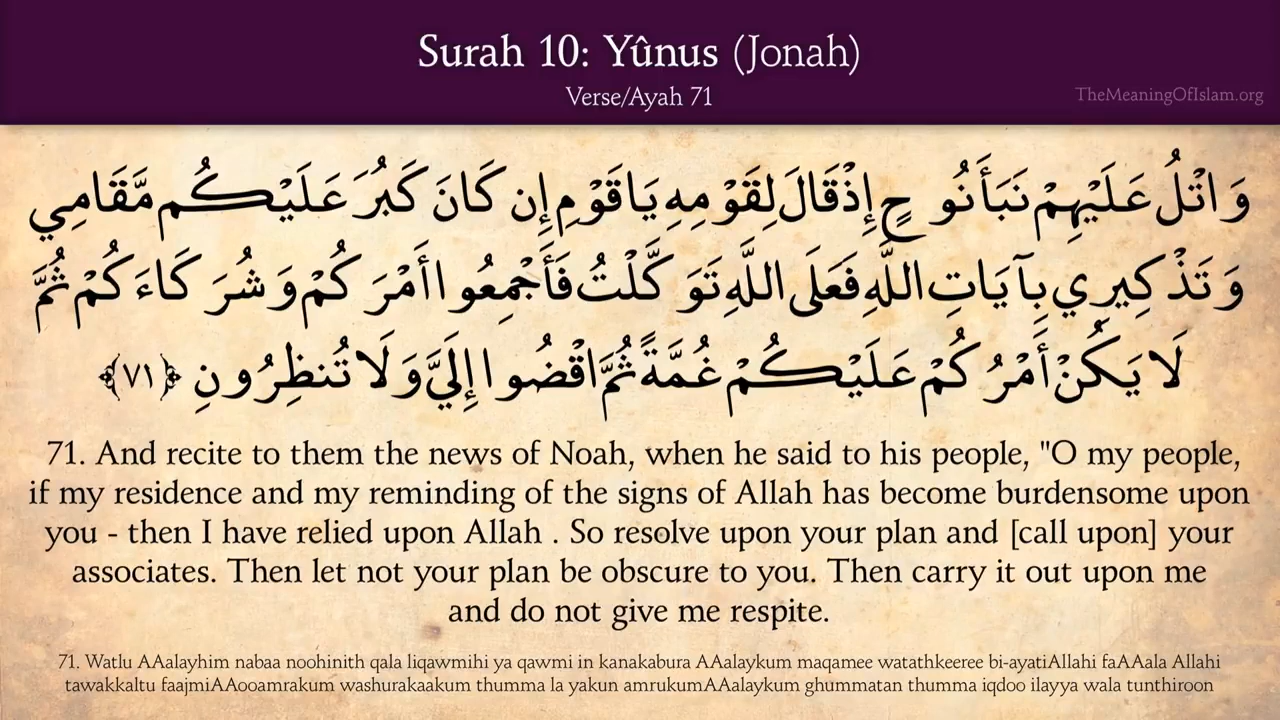 Surah 10: Yûnus (Jonah)
Verse/Ayah 71
TheMeaningOfIslam.org
وَاتْلُ عَلَيْهِمْ نَبَأَ نُوحٍ إِذْ قَالَ لِقَوْمِهِ يَا قَوْمِ إِن كَانَ كَبُرَ عَلَيْكُم مَّقَامِي
وَتَذْكِيرِي بِآيَاتِ اللَّهِ فَعَلَى اللَّهِ تَوَكَّلْتُ فَأَجْمِعُوا أَمْرَكُمْ وَشُرَكَاءَكُمْ ثُمَّ
لَا يَكُنْ أَمْرُكُمْ عَلَيْكُمْ غُمَّةً ثُمَّ اقْضُوا إِلَيَّ وَلَا تُنظِرُونِ ﴿٧١﴾
71. And recite to them the news of Noah, when he said to his people, "O my people,
if my residence and my reminding of the signs of Allah has become burdensome upon
you - then I have relied upon Allah . So resolve upon your plan and [call upon] your
associates. Then let not your plan be obscure to you. Then carry it out upon me
and do not give me respite.
71. Watlu AAalayhim nabaa noohinith qala liqawmihi ya qawmi in kanakabura AAalaykum maqamee watathkeeree bi-ayatiAllahi faAAala Allahi
tawakkaltu faajmiAAooamrakum washurakaakum thumma la yakun amrukumAAalaykum ghummatan thumma iqdoo ilayya wala tunthiroon